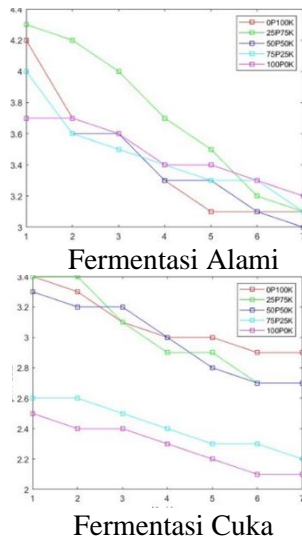 4.4
4.2
4
3.8
3.6
3.4
3.2
3
0P100K
25P75K
50P50K
75P25K
100P0K
1 2 3 4 5 6 7
Fermentasi Alami
3.4
3.2
3
2.8
2.6
2.4
2.2
2
0P100K
25P75K
50P50K
75P25K
100P0K
1 2 3 4 5 6 7
Fermentasi Cuka